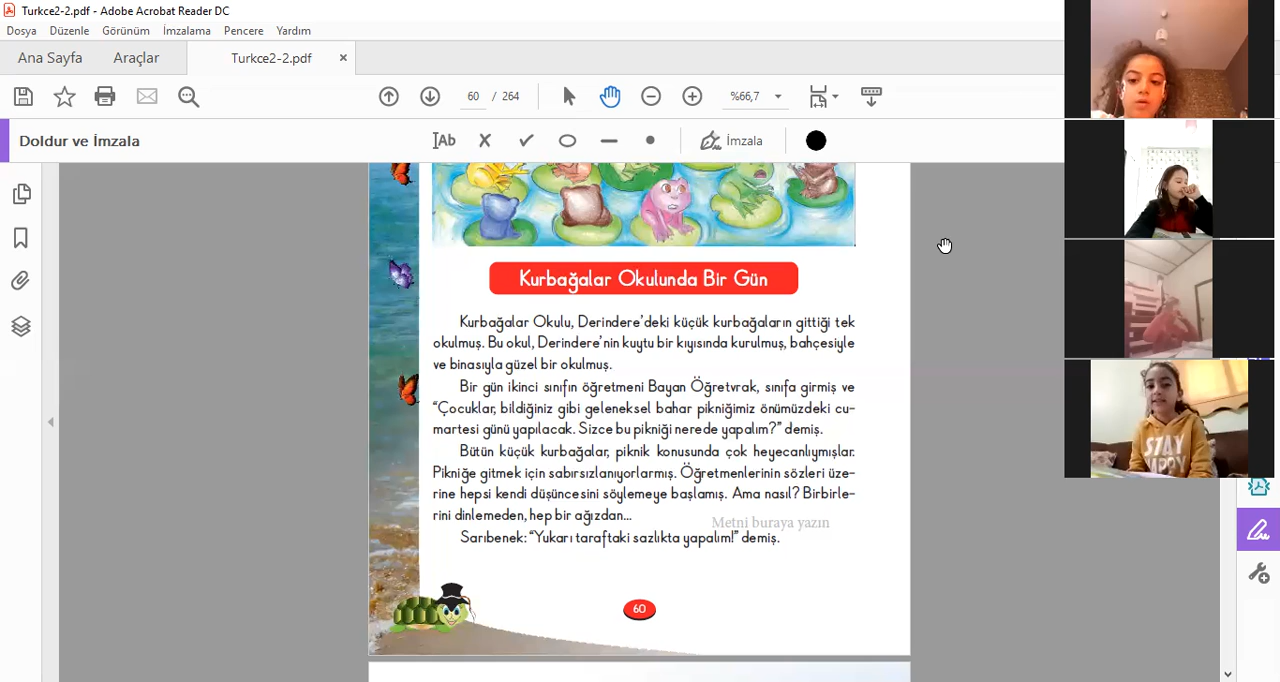 Turkce2-2.pdf - Adobe Acrobat Reader DC
Dosya Düzenle Görünüm İmzalama Pencere Yardım
Ana Sayfa Araçlar Turkce2-2.pdf ×
60 / 264 %66,7
Doldur ve İmzala
Ab İmzala
Kurbağalar Okulunda Bir Gün
Kurbağalar Okulu, Derindere'deki küçük kurbağaların gittiği tek
okulmuş. Bu okul, Derindere'nin kuytu bir kıyısında kurulmuş, bahçesiyle
ve binasıyla güzel bir okulmuş.
Bir gün ikinci sınıfın öğretmeni Bayan Öğretvrak, sınıfa girmiş ve
"Çocuklar, bildiğiniz gibi geleneksel bahar pikniğimiz önümüzdeki cu-
martesi günü yapılacak. Sizce bu pikniği nerede yapalım?" demiş.
Bütün küçük kurbağalar, piknik konusunda çok heyecanlıymışlar.
Pikniğe gitmek için sabırsızlanıyorlarmış. Öğretmenlerinin sözleri üze-
rine hepsi kendi düşüncesini söylemeye başlamış. Ama nasıl? Birbirle-
rini dinlemeden, hep bir ağızdan...
Metni buraya yazın
Sarıbenek: "Yukarı taraftaki sazlıkta yapalım!" demiş.
60
STAY
HAPPY